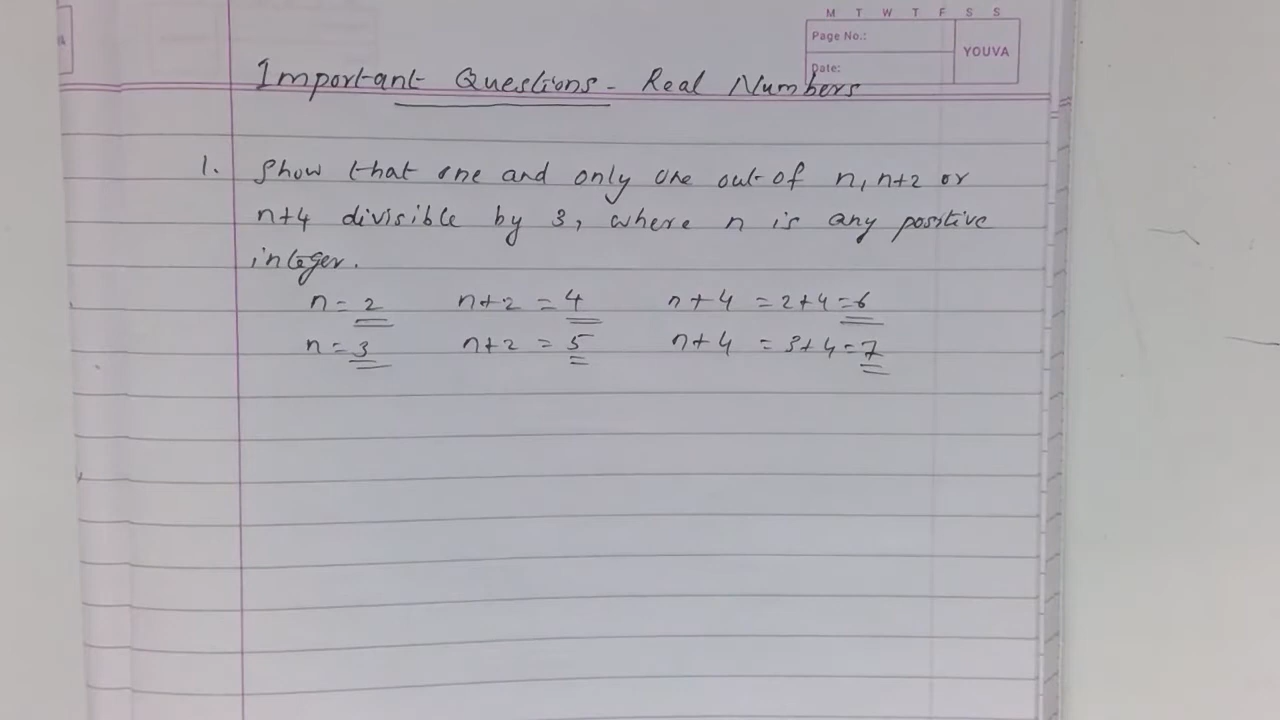 M T W T F S S
Page No.:
YOUVA
Date:
Important Questions - Real Numbers
1. Show that one and only one out of n, n+2 or
n+4 divisible by 3, where n is any positive
integer.
n = 2 n+2 = 4 n+4 = 2+4 = 6
n = 3 n+2 = 5 n+4 = 3+4 = 7